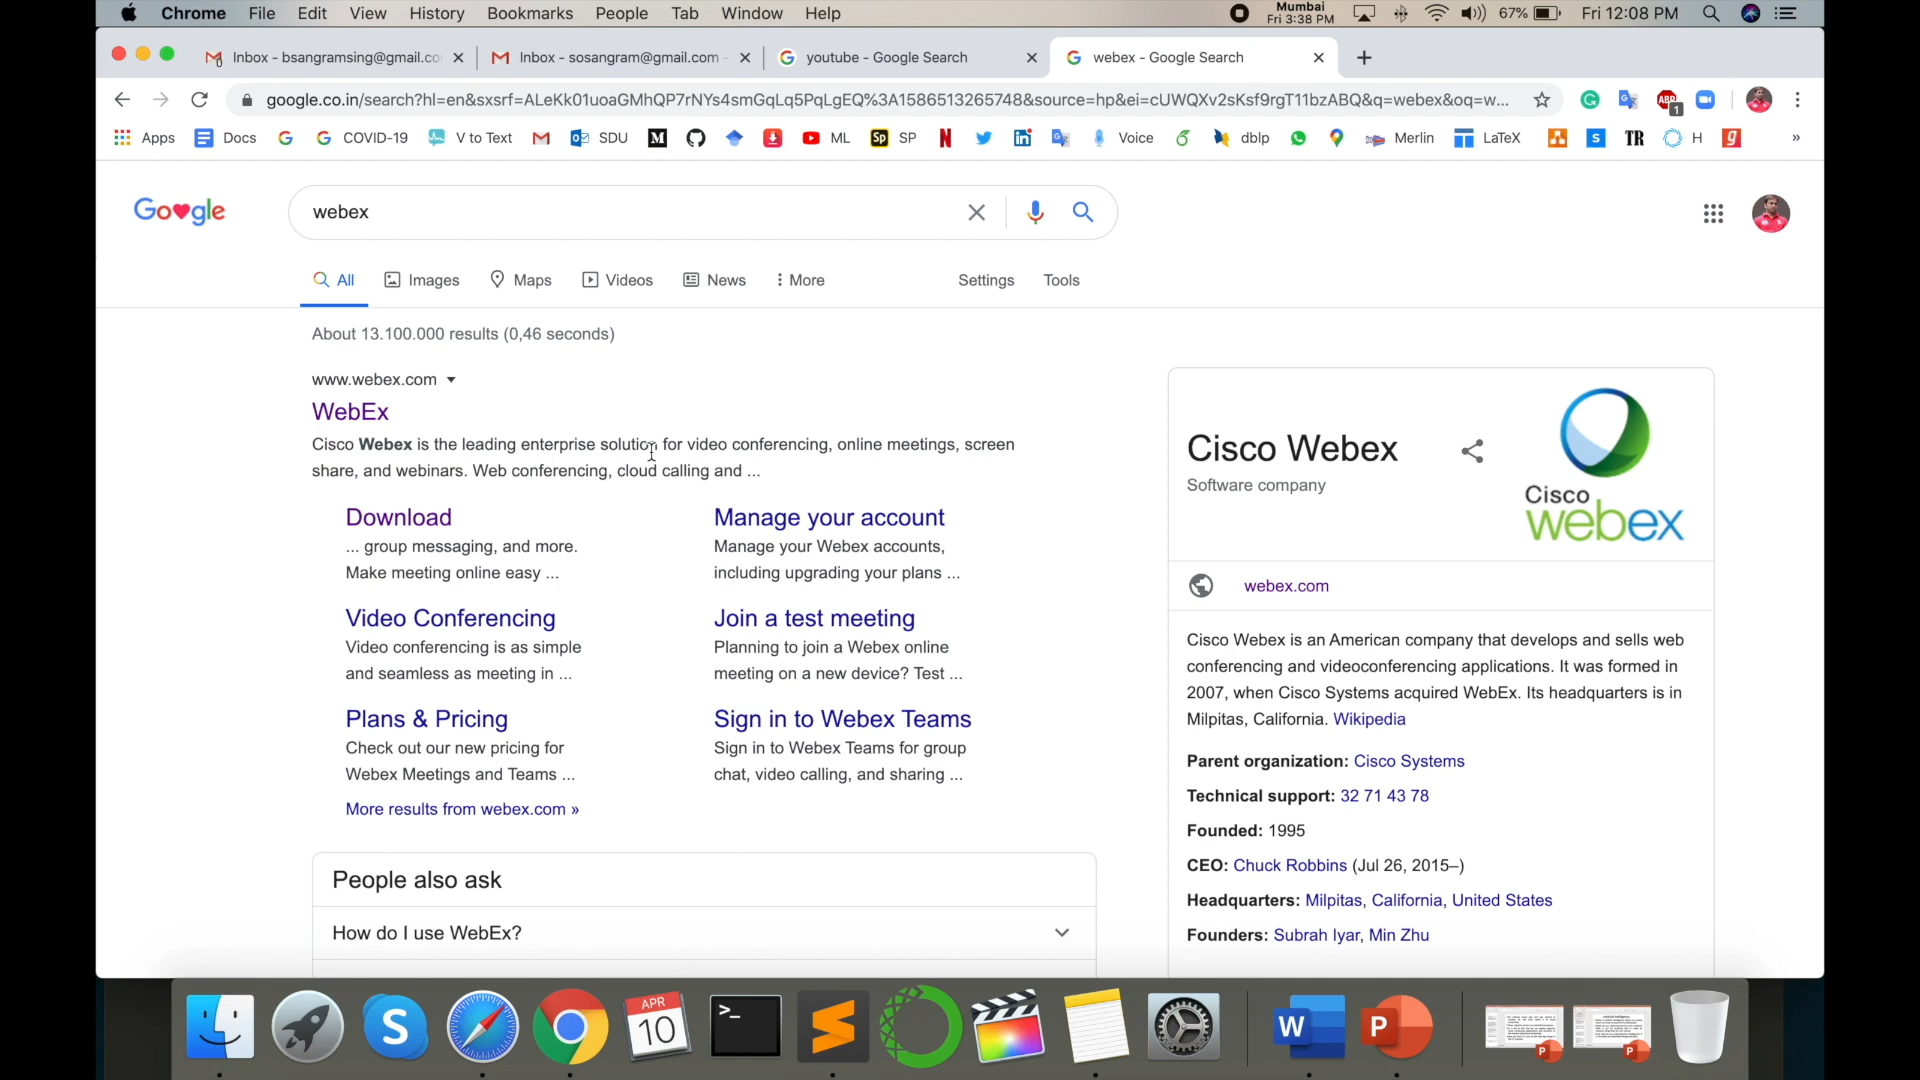 Chrome File Edit View History Bookmarks People Tab Window Help
Mumbai
Fri 3:38 PM
67%
Fri 12:08 PM
Inbox - bsangramsing@gmail.co
Inbox - sosangram@gmail.com -
youtube - Google Search
webex - Google Search
google.co.in/search?hl=en&sxsrf=ALeKk01uoaGMhQP7rNYs4smGqLq5PqLgEQ%3A1586513265748&source=hp&ei=cUWQXv2sKsf9rgT11bzABQ&q=webex&oq=w...
ABP
1
Apps Docs COVID-19 V to Text SDU ML SP Voice dblp Merlin LaTeX TR H »
Google
webex
All Images Maps Videos News More Settings Tools
About 13.100.000 results (0,46 seconds)
www.webex.com
WebEx
Cisco Webex is the leading enterprise solution for video conferencing, online meetings, screen
share, and webinars. Web conferencing, cloud calling and ...
Download
... group messaging, and more.
Make meeting online easy ...
Manage your account
Manage your Webex accounts,
including upgrading your plans ...
Video Conferencing
Video conferencing is as simple
and seamless as meeting in ...
Join a test meeting
Planning to join a Webex online
meeting on a new device? Test ...
Plans & Pricing
Check out our new pricing for
Webex Meetings and Teams ...
Sign in to Webex Teams
Sign in to Webex Teams for group
chat, video calling, and sharing ...
More results from webex.com »
People also ask
How do I use WebEx?
Cisco Webex
Software company
Cisco
webex
webex.com
Cisco Webex is an American company that develops and sells web
conferencing and videoconferencing applications. It was formed in
2007, when Cisco Systems acquired WebEx. Its headquarters is in
Milpitas, California. Wikipedia
Parent organization: Cisco Systems
Technical support: 32 71 43 78
Founded: 1995
CEO: Chuck Robbins (Jul 26, 2015–)
Headquarters: Milpitas, California, United States
Founders: Subrah Iyar, Min Zhu
APR
10